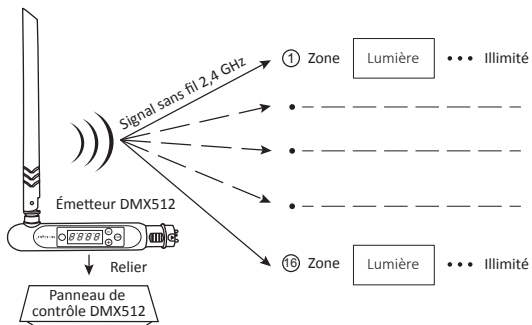 ① Zone Lumière ••• Illimité
Signal sans fil 2,4 GHz
Émetteur DMX512
8888
Relier
⑯ Zone Lumière ••• Illimité
Panneau de
contrôle DMX512